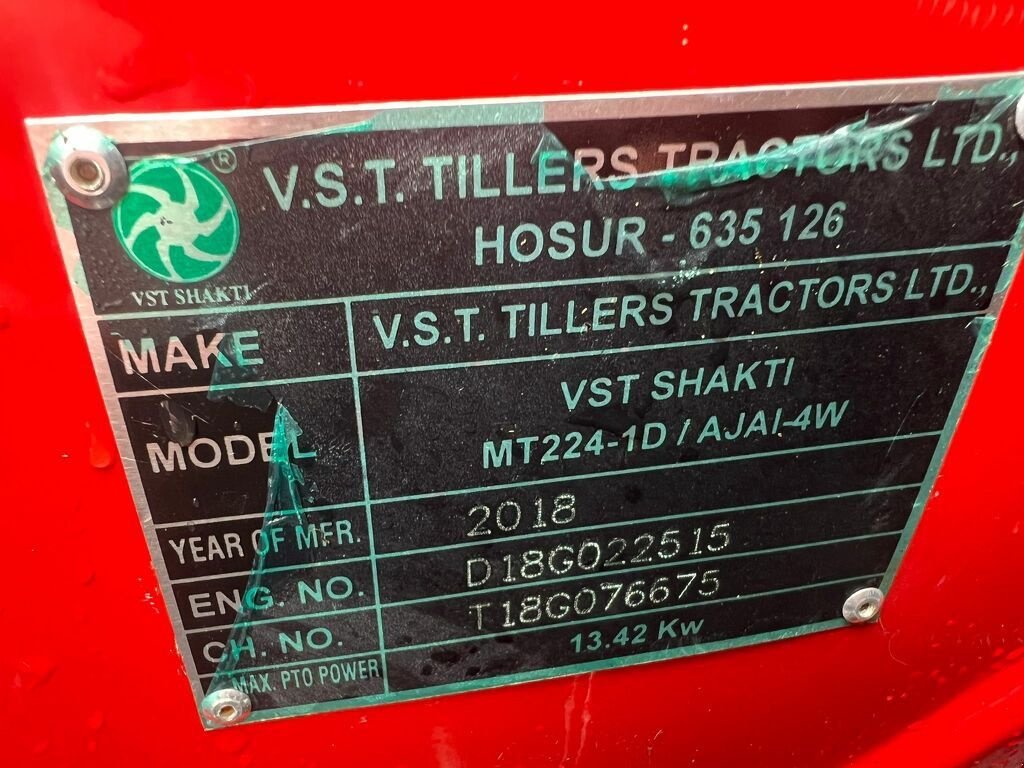 ®
V.S.T. TILLERS TRACTORS LTD.,
HOSUR - 635 126
VST SHAKTI
MAKE V.S.T. TILLERS TRACTORS LTD.,
MODEL VST SHAKTI
MT224-1D / AJAI-4W
YEAR OF MFR. 2018
ENG. NO. D18G022515
CH. NO. T18G076675
MAX. PTO POWER 13.42 Kw